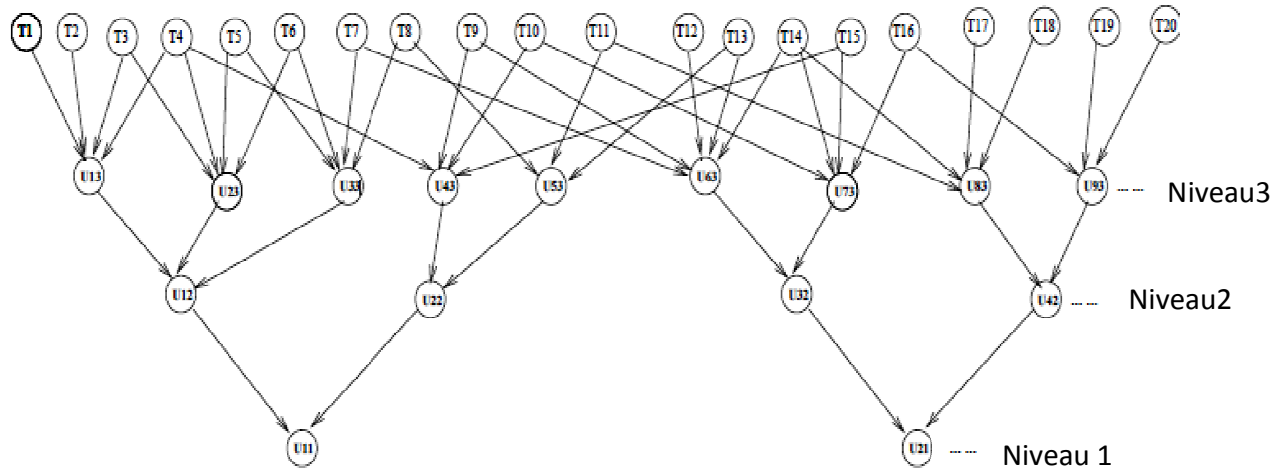 T1 T2 T3 T4 T5 T6 T7 T8 T9 T10 T11 T12 T13 T14 T15 T16 T17 T18 T19 T20
U13 U23 U33 U43 U53 U63 U73 U83 U93 --- --- Niveau3
U12 U22 U32 U42 --- --- Niveau2
U11 U21 --- --- Niveau 1